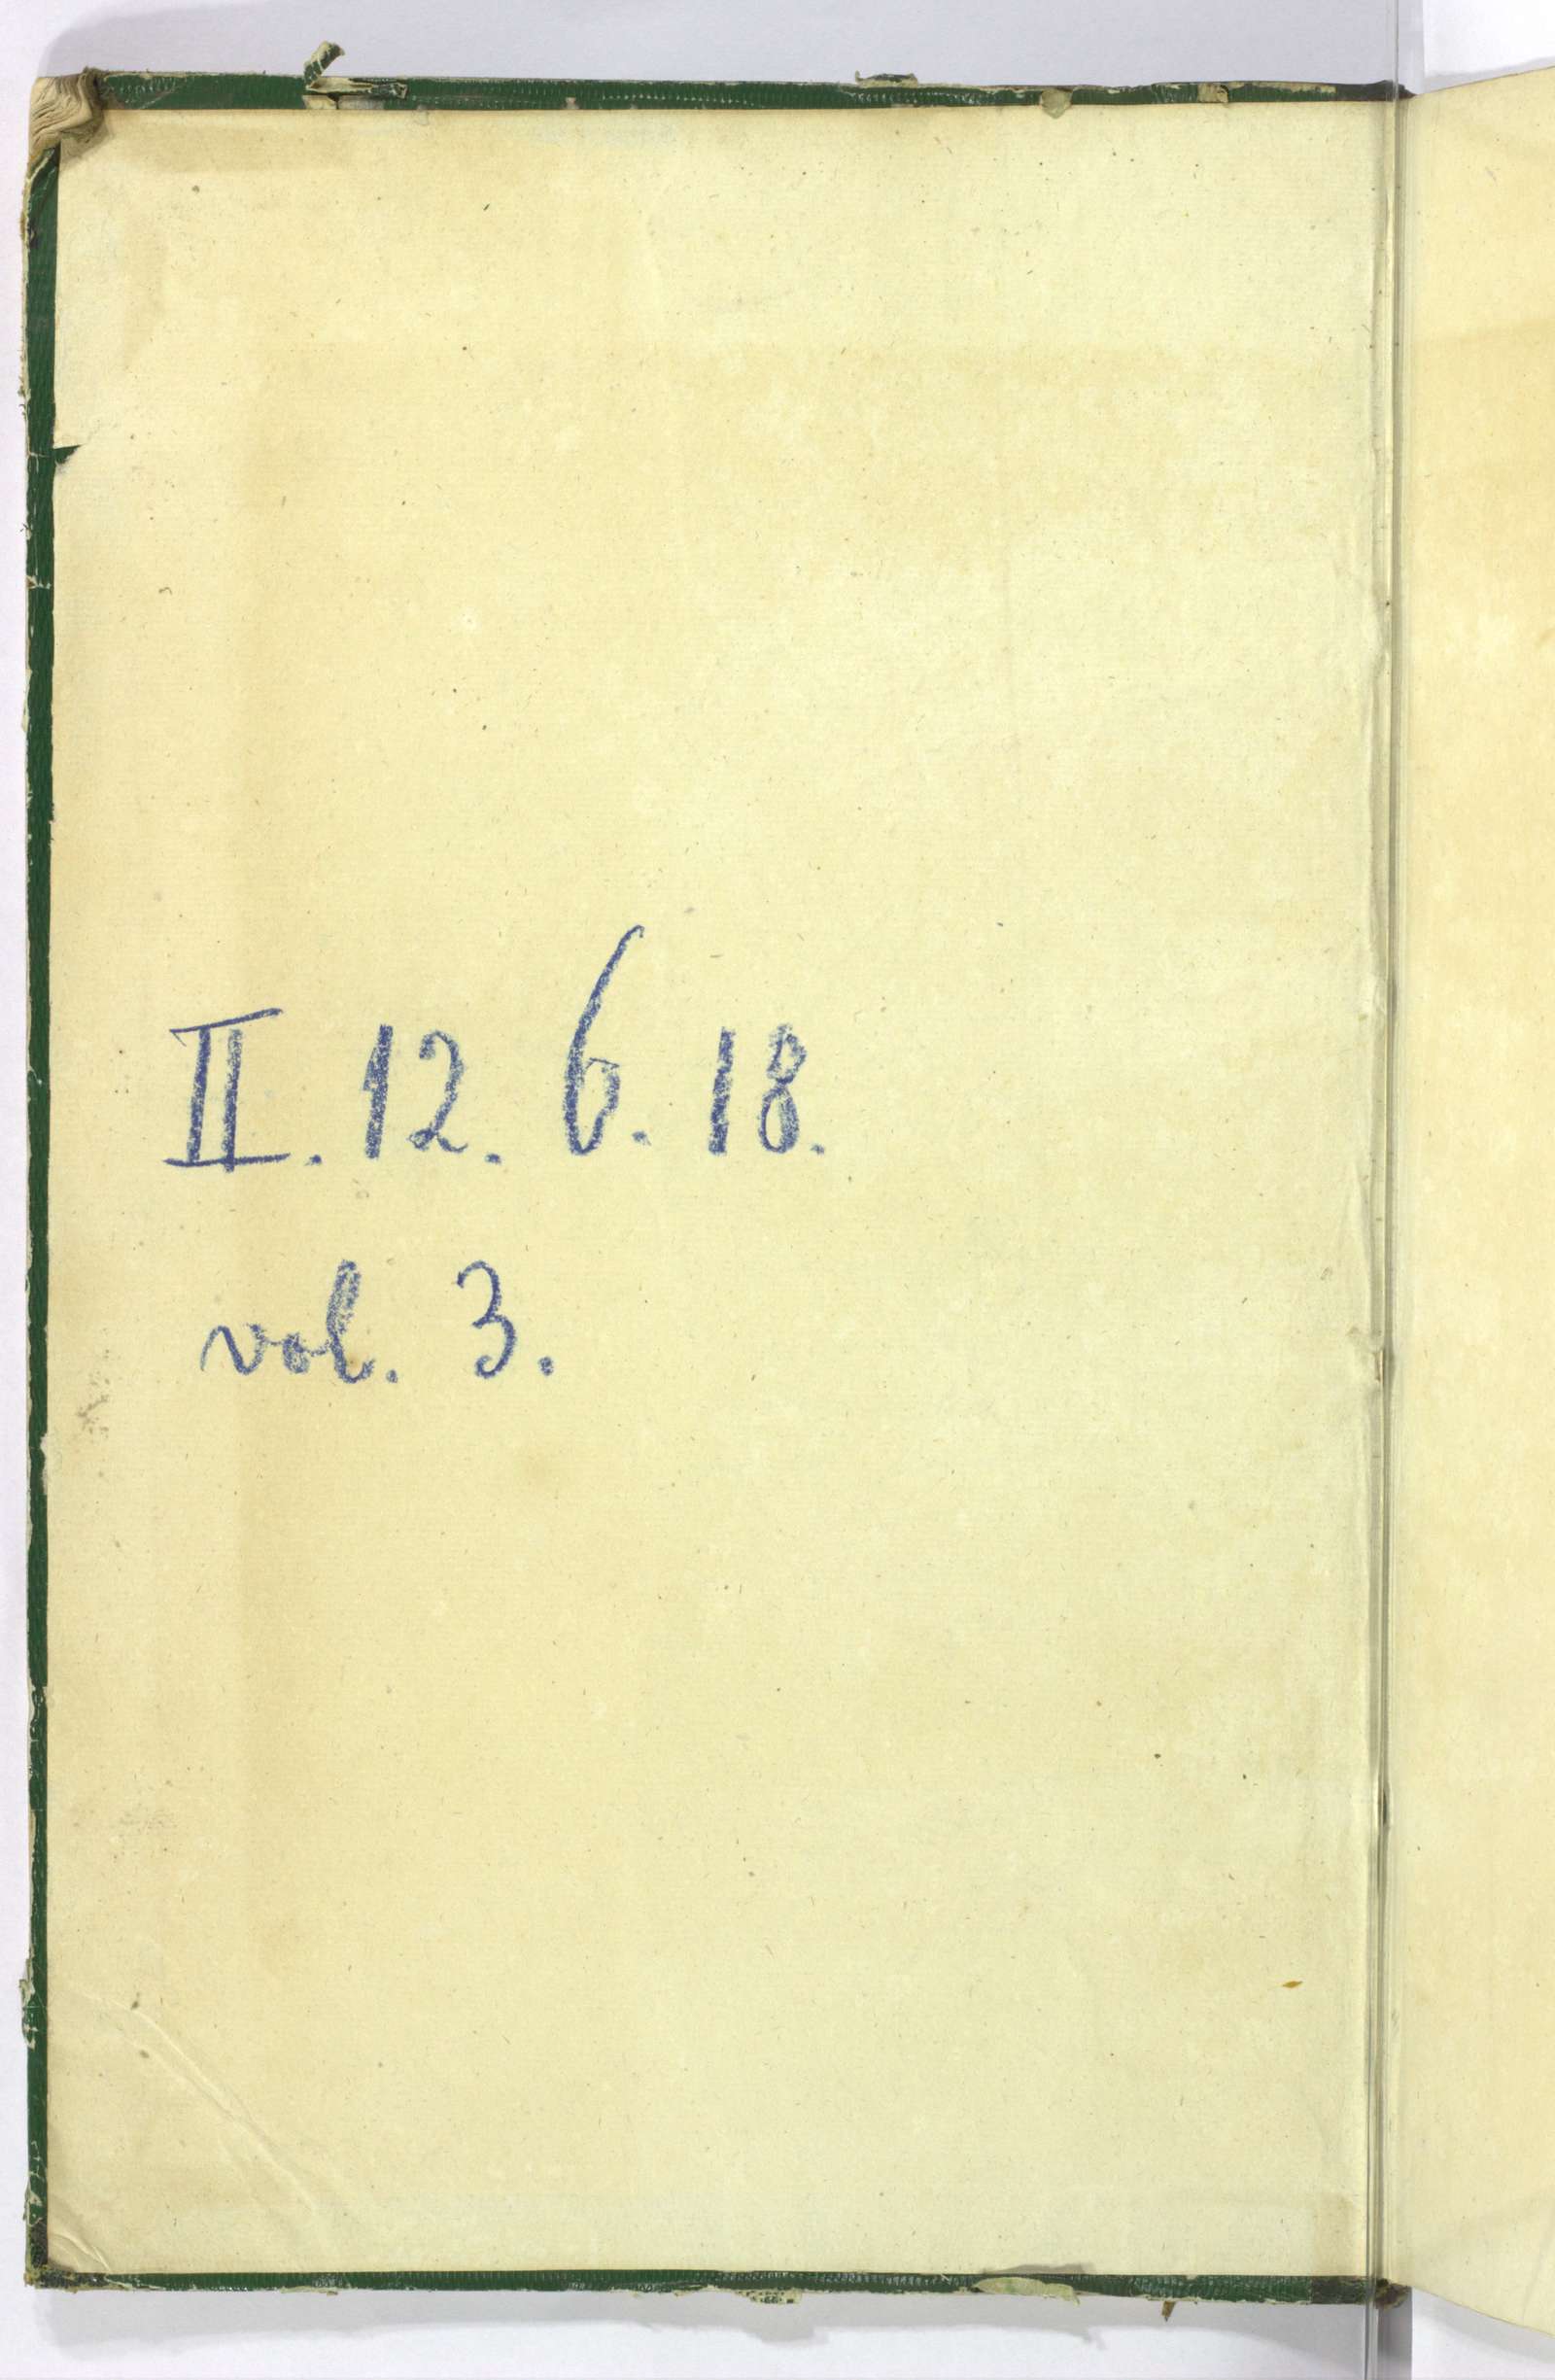 II. 12. 6. 18.
vol. 3.